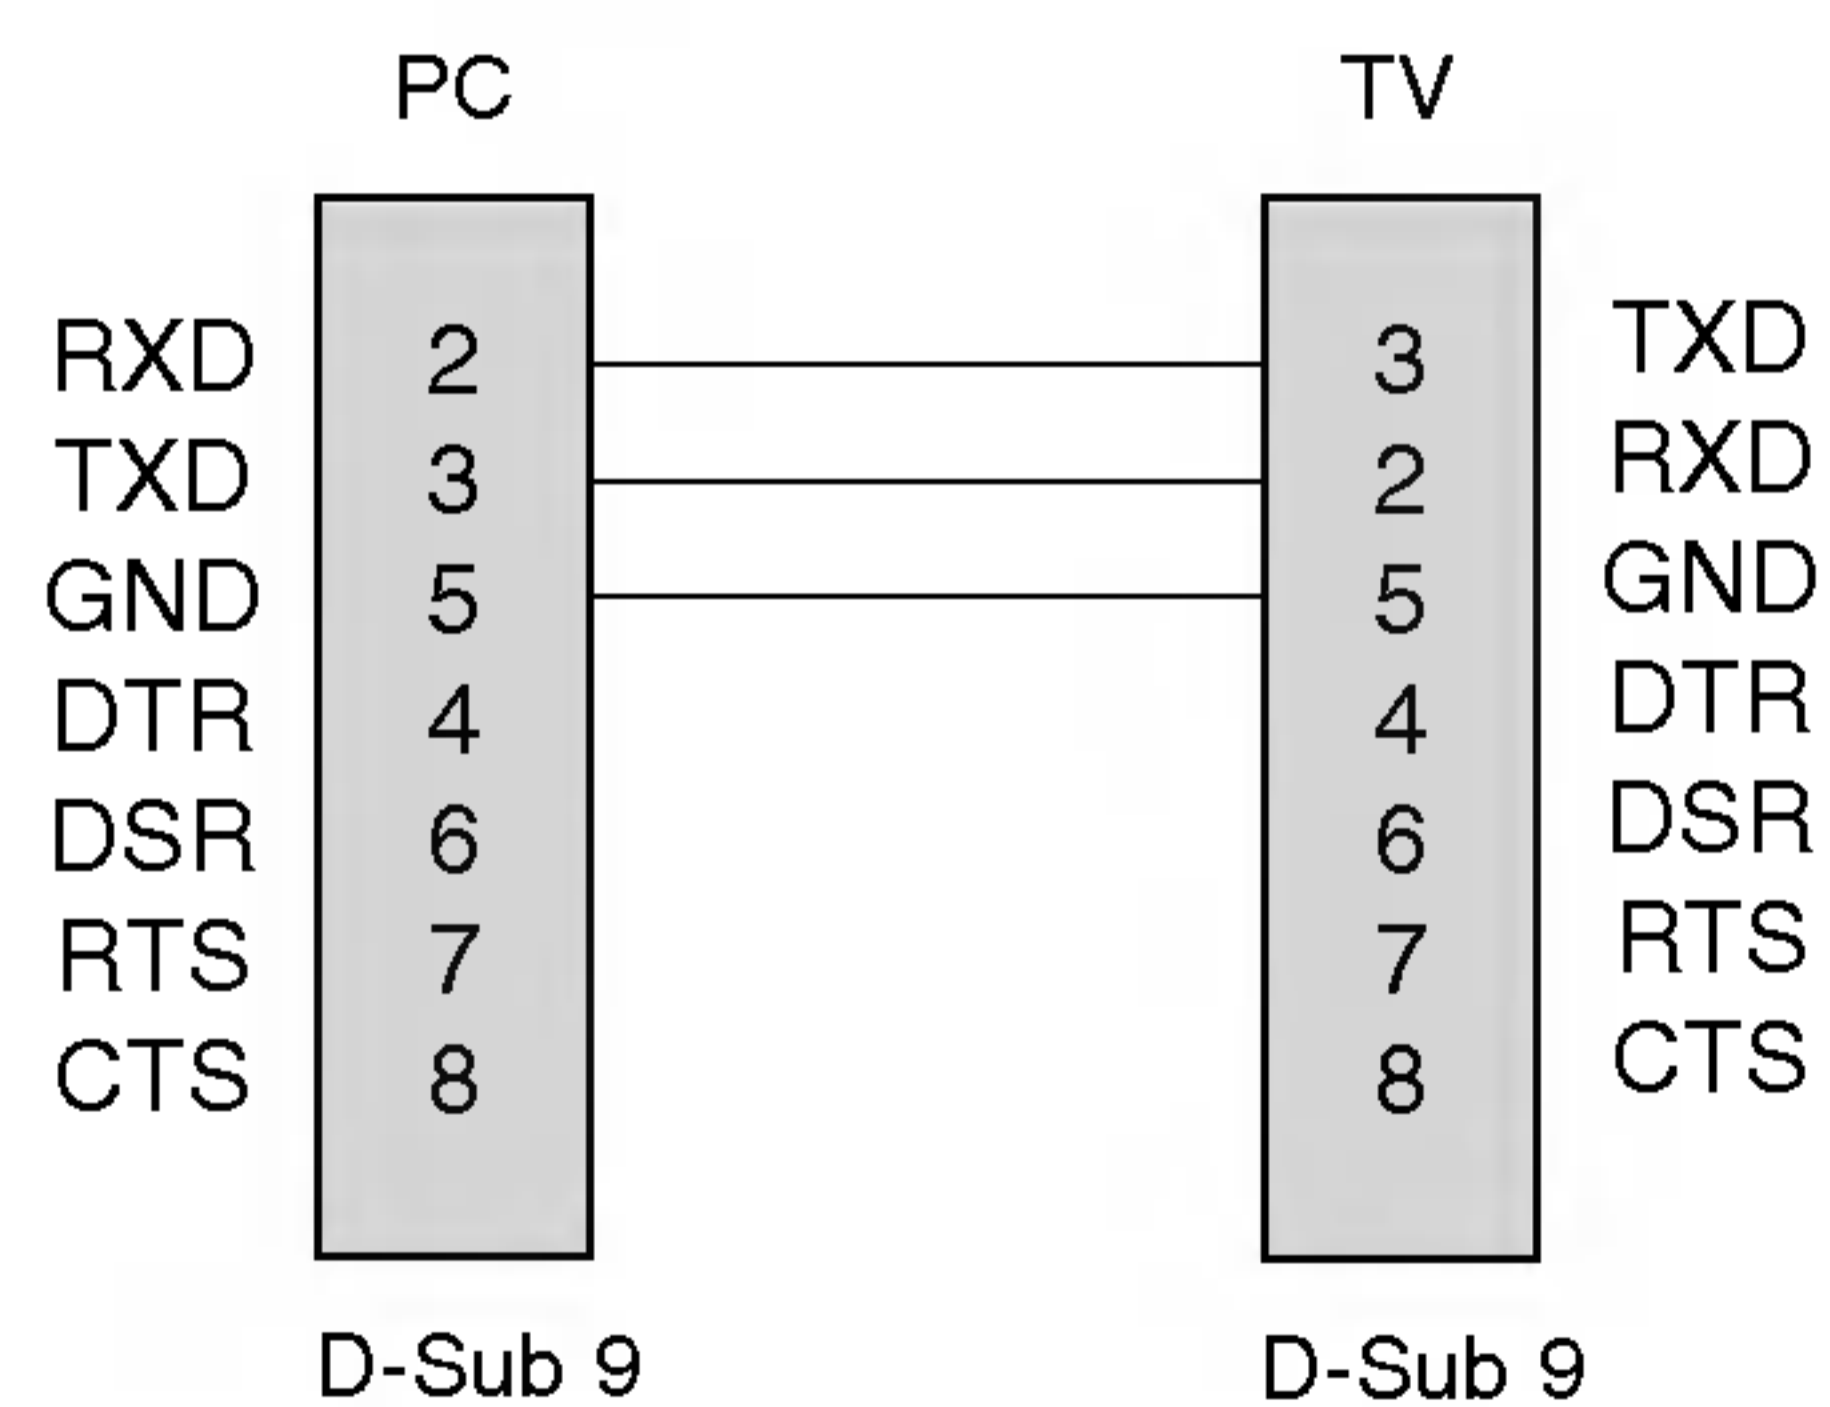 PC TV
RXD 2 3 TXD
TXD 3 2 RXD
GND 5 5 GND
DTR 4 4 DTR
DSR 6 6 DSR
RTS 7 7 RTS
CTS 8 8 CTS
D-Sub 9 D-Sub 9